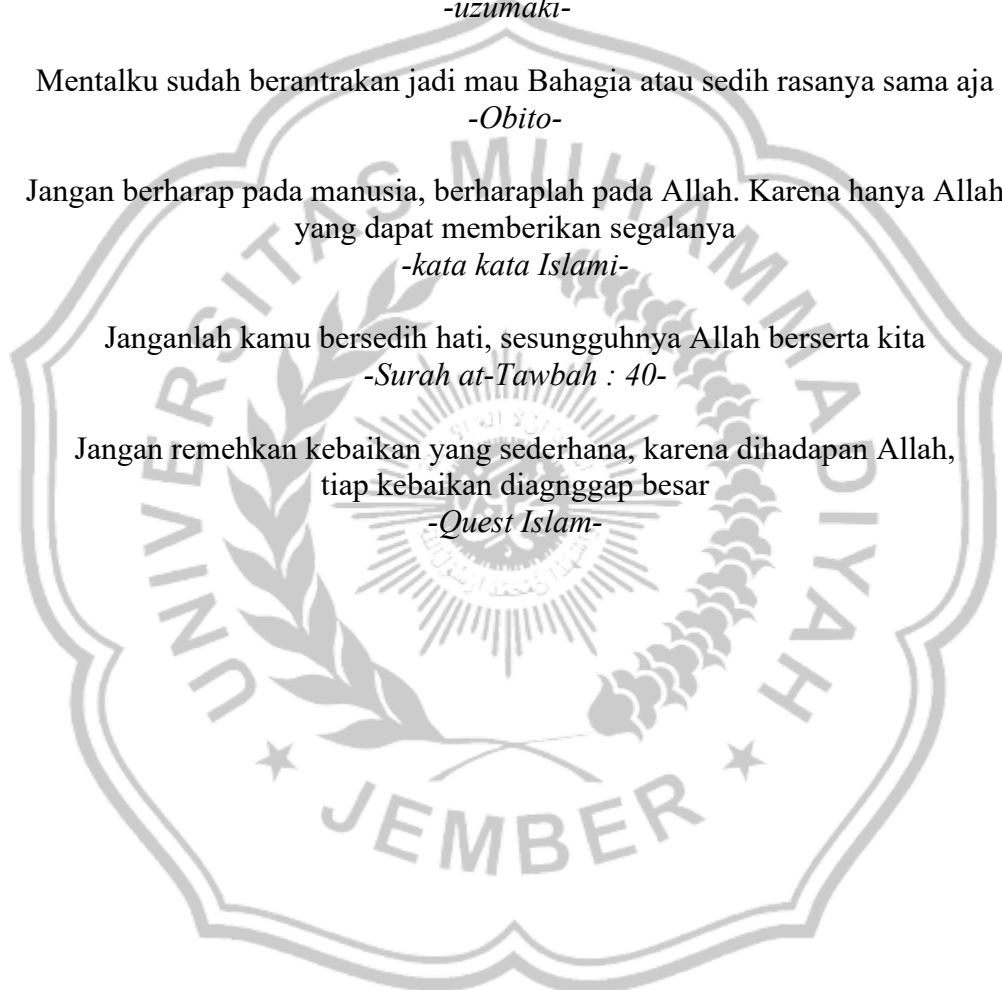 -uzumaki-
Mentalku sudah berantrakan jadi mau Bahagia atau sedih rasanya sama aja
-Obito-
Jangan berharap pada manusia, berharaplah pada Allah. Karena hanya Allah
yang dapat memberikan segalanya
-kata kata Islami-
Janganlah kamu bersedih hati, sesungguhnya Allah berserta kita
-Surah at-Tawbah : 40-
Jangan remehkan kebaikan yang sederhana, karena dihadapan Allah,
tiap kebaikan diagnggap besar
-Quest Islam-
UNIVERSITAS MUHAMMADIYAH
JEMBER